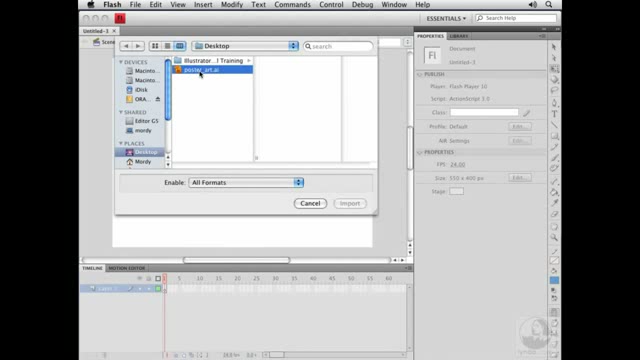 Flash File Edit View Insert Modify Text Commands Control Debug Window Help
ESSENTIALS
Untitled-3
Desktop
search
DEVICES
Macinto...
Macinto...
iDisk
ORA...
SHARED
Editor G5
mordy
PLACES
Desktop
Mordy
Illustrator...l Training
poster_art.ai
Enable: All Formats
Cancel
Import
PROPERTIES LIBRARY
Fl
Document
Untitled-3
PUBLISH
Player: Flash Player 10
Script: ActionScript 3.0
Class:
Profile: Default
Edit...
AIR Settings
Edit...
PROPERTIES
FPS: 24.00
Size: 550 x 400 px
Edit...
Stage:
TIMELINE MOTION EDITOR
5 10 15 20 25 30 35 40 45 50 55 60